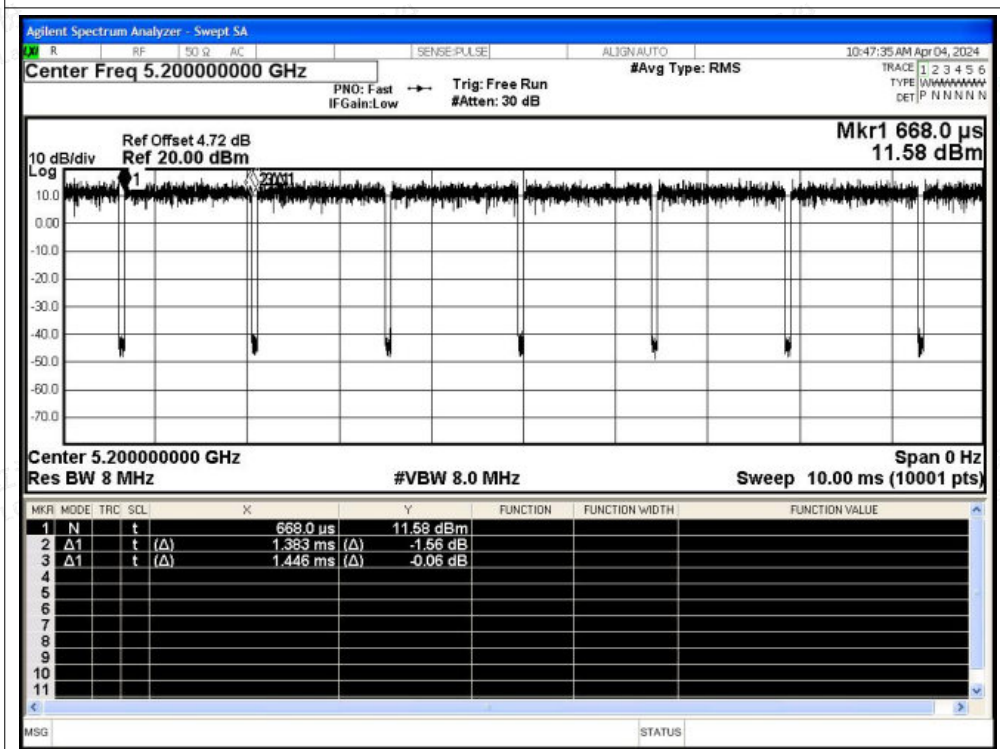 Agilent Spectrum Analyzer - Swept SA
R RF 50 Ω AC SENSE:PULSE ALIGN AUTO 10:47:35 AM Apr 04, 2024
Center Freq 5.200000000 GHz #Avg Type: RMS TRACE 1 2 3 4 5 6
PNO: Fast Trig: Free Run TYPE
IFGain:Low #Atten: 30 dB DET P N N N N N
Mkr1 668.0 µs
Ref Offset 4.72 dB
10 dB/div Ref 20.00 dBm 11.58 dBm
Log
1
10.0
0.00
-10.0
-20.0
-30.0
-40.0
-50.0
-60.0
-70.0
Center 5.200000000 GHz Span 0 Hz
Res BW 8 MHz #VBW 8.0 MHz Sweep 10.00 ms (10001 pts)
MKR MODE TRC SCL X Y FUNCTION FUNCTION WIDTH FUNCTION VALUE
1 N t 668.0 µs 11.58 dBm
2 Δ1 t (Δ) 1.383 ms (Δ) -1.56 dB
3 Δ1 t (Δ) 1.446 ms (Δ) -0.06 dB
4
5
6
7
8
9
10
11
MSG STATUS